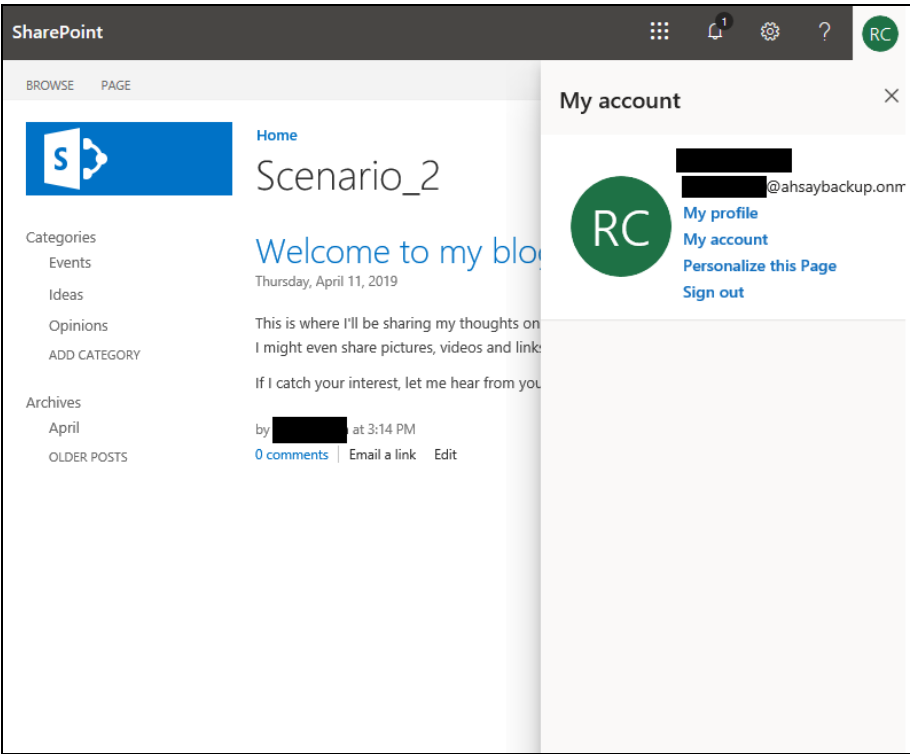 SharePoint
1
RC
BROWSE PAGE
S
Home
Scenario_2
Categories
Events
Ideas
Opinions
ADD CATEGORY
Archives
April
OLDER POSTS
Welcome to my blog
Thursday, April 11, 2019
This is where I'll be sharing my thoughts on
I might even share pictures, videos and links
If I catch your interest, let me hear from you
by at 3:14 PM
0 comments Email a link Edit
My account
RC
@ahsaybackup.onm
My profile
My account
Personalize this Page
Sign out